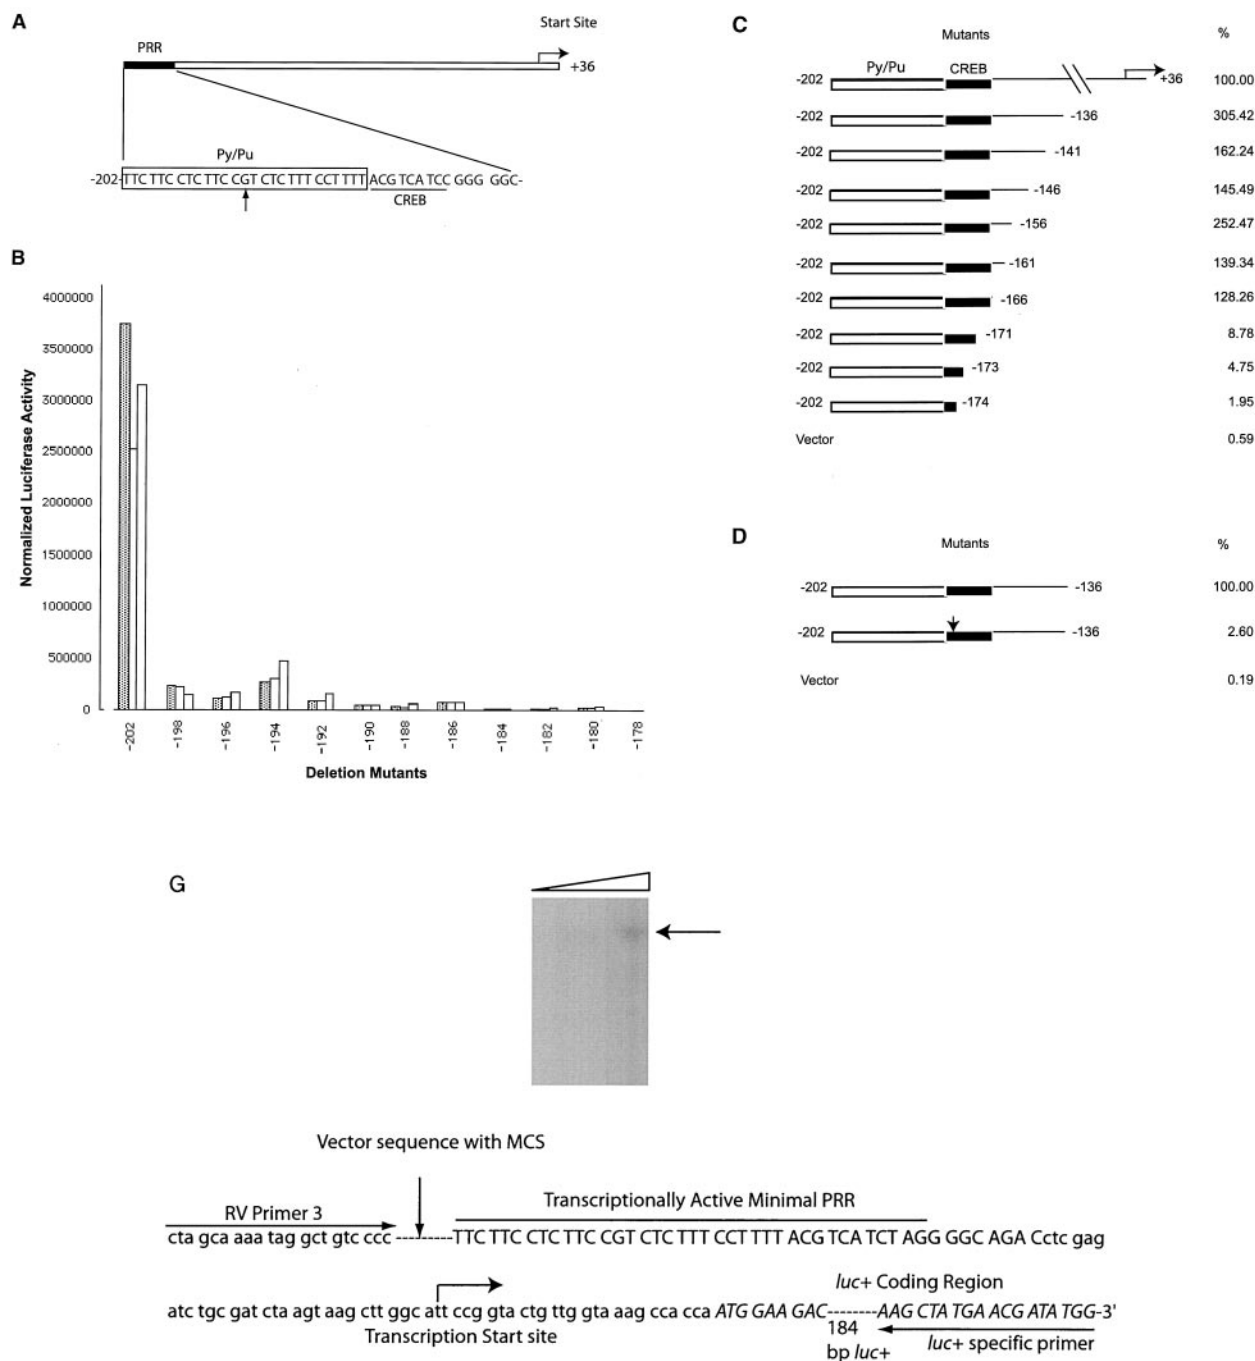 A
Start Site
PRR
+36
Py/Pu
-202-TTC TTC CTC TTC CGT CTC TTT CCT TTT ACG TCA TCC GGG GGC-
CREB
B
Normalized Luciferase Activity
4000000
3500000
3000000
2500000
2000000
1500000
1000000
500000
0
-202
-198
-196
-194
-192
-190
-188
-186
-184
-182
-180
-178
Deletion Mutants
C
Mutants %
Py/Pu CREB
-202 +36 100.00
-202 -136 305.42
-202 -141 162.24
-202 -146 145.49
-202 -156 252.47
-202 -161 139.34
-202 -166 128.26
-202 -171 8.78
-202 -173 4.75
-202 -174 1.95
Vector 0.59
D
Mutants %
-202 -136 100.00
-202 -136 2.60
Vector 0.19
G
Vector sequence with MCS
RV Primer 3
Transcriptionally Active Minimal PRR
cta gca aaa tag gct gtc ccc ---------TTC TTC CTC TTC CGT CTC TTT CCT TTT ACG TCA TCT AGG GGC AGA Cctc gag
luc+ Coding Region
atc tgc gat cta agt aag ctt ggc att ccg gta ctg ttg gta aag cca cca ATG GAA GAC--------AAG CTA TGA ACG ATA TGG-3'
Transcription Start site
184
bp luc+
luc+ specific primer